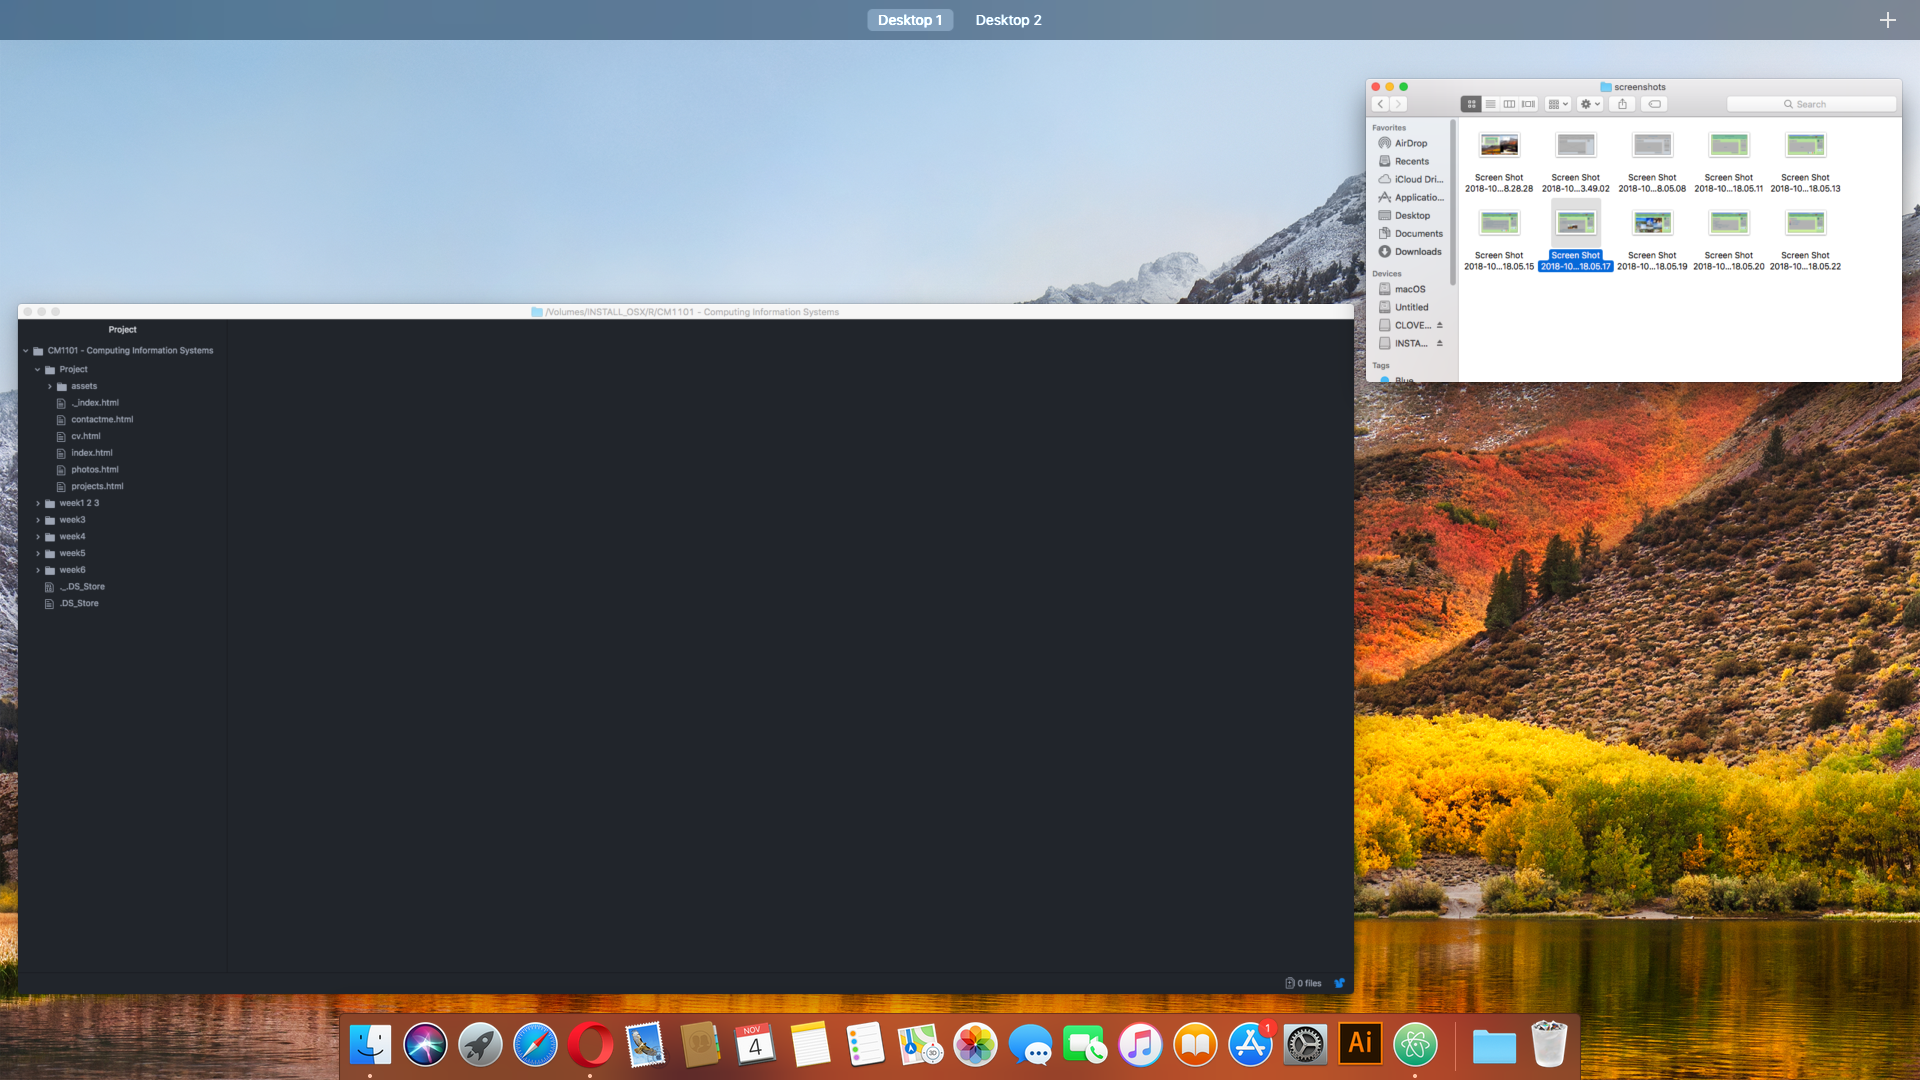 Desktop 1
Desktop 2
screenshots
Search
Favorites
AirDrop
Recents
iCloud Dri...
Applicatio...
Desktop
Documents
Downloads
Devices
macOS
Untitled
CLOVE...
INSTA...
Tags
Blue
Screen Shot
2018-10...8.28.28
Screen Shot
2018-10...3.49.02
Screen Shot
2018-10...8.05.08
Screen Shot
2018-10...18.05.11
Screen Shot
2018-10...18.05.13
Screen Shot
2018-10...18.05.15
Screen Shot
2018-10...18.05.17
Screen Shot
2018-10...18.05.19
Screen Shot
2018-10...18.05.20
Screen Shot
2018-10...18.05.22
/Volumes/INSTALL_OSX/R/CM1101 - Computing Information Systems
Project
CM1101 - Computing Information Systems
Project
assets
._index.html
contactme.html
cv.html
index.html
photos.html
projects.html
week1 2 3
week3
week4
week5
week6
._.DS_Store
.DS_Store
0 files
NOV
4
3D
1
Ai